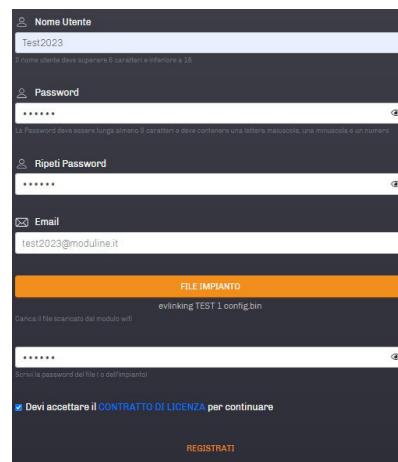 Nome Utente
Test2023
Il nome utente deve superare 6 caratteri e inferiore a 16
Password
••••••
La Password deve essere lunga almeno 8 caratteri e deve contenere una lettera maiuscola, una minuscola e un numero
Ripeti Password
••••••
Email
test2023@moduline.it
FILE IMPIANTO
evlinking TEST 1 config.bin
Carica il file scaricato dal modulo wifi
••••••
Scrivi la password del file ( o dell'impianto)
Devi accettare il CONTRATTO DI LICENZA per continuare
REGISTRATI